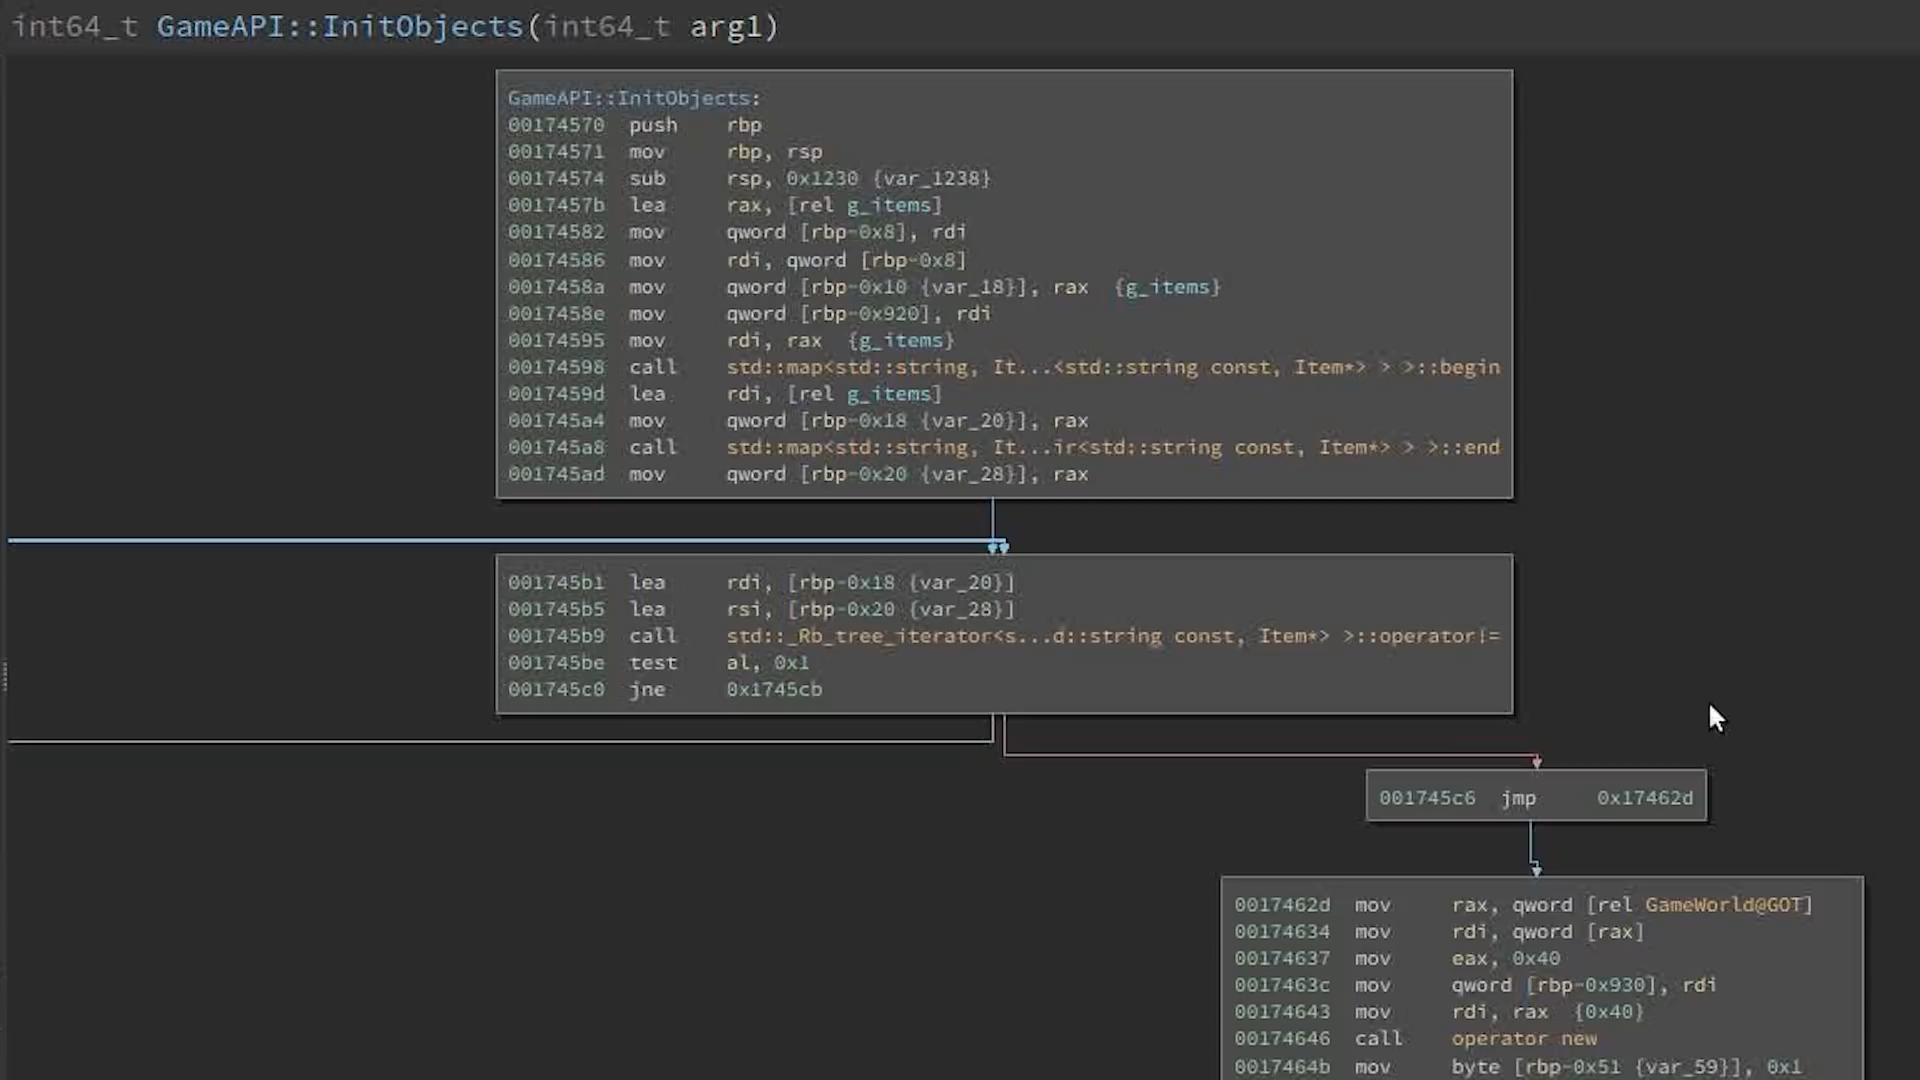 int64_t GameAPI::InitObjects(int64_t arg1)
GameAPI::InitObjects:
00174570 push rbp
00174571 mov rbp, rsp
00174574 sub rsp, 0x1230 {var_1238}
0017457b lea rax, [rel g_items]
00174582 mov qword [rbp-0x8], rdi
00174586 mov rdi, qword [rbp-0x8]
0017458a mov qword [rbp-0x10 {var_18}], rax {g_items}
0017458e mov qword [rbp-0x920], rdi
00174595 mov rdi, rax {g_items}
00174598 call std::map<std::string, It...<std::string const, Item*> > >::begin
0017459d lea rdi, [rel g_items]
001745a4 mov qword [rbp-0x18 {var_20}], rax
001745a8 call std::map<std::string, It...ir<std::string const, Item*> > >::end
001745ad mov qword [rbp-0x20 {var_28}], rax
001745b1 lea rdi, [rbp-0x18 {var_20}]
001745b5 lea rsi, [rbp-0x20 {var_28}]
001745b9 call std::_Rb_tree_iterator<s...d::string const, Item*> >::operator!=
001745be test al, 0x1
001745c0 jne 0x1745cb
001745c6 jmp 0x17462d
0017462d mov rax, qword [rel GameWorld@GOT]
00174634 mov rdi, qword [rax]
00174637 mov eax, 0x40
0017463c mov qword [rbp-0x930], rdi
00174643 mov rdi, rax {0x40}
00174646 call operator new
0017464b mov byte [rbp-0x51 {var_59}], 0x1